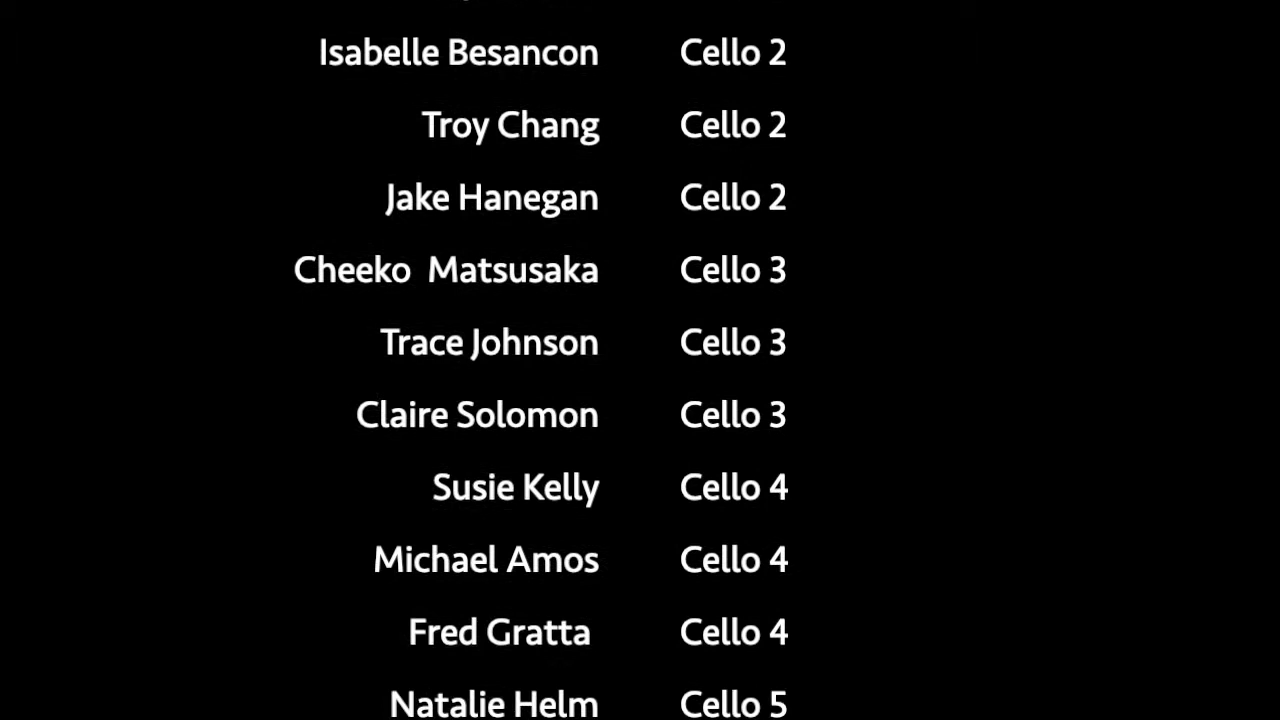 Isabelle Besancon Cello 2
Troy Chang Cello 2
Jake Hanegan Cello 2
Cheeko  Matsusaka Cello 3
Trace Johnson Cello 3
Claire Solomon Cello 3
Susie Kelly Cello 4
Michael Amos Cello 4
Fred Gratta Cello 4
Natalie Helm Cello 5